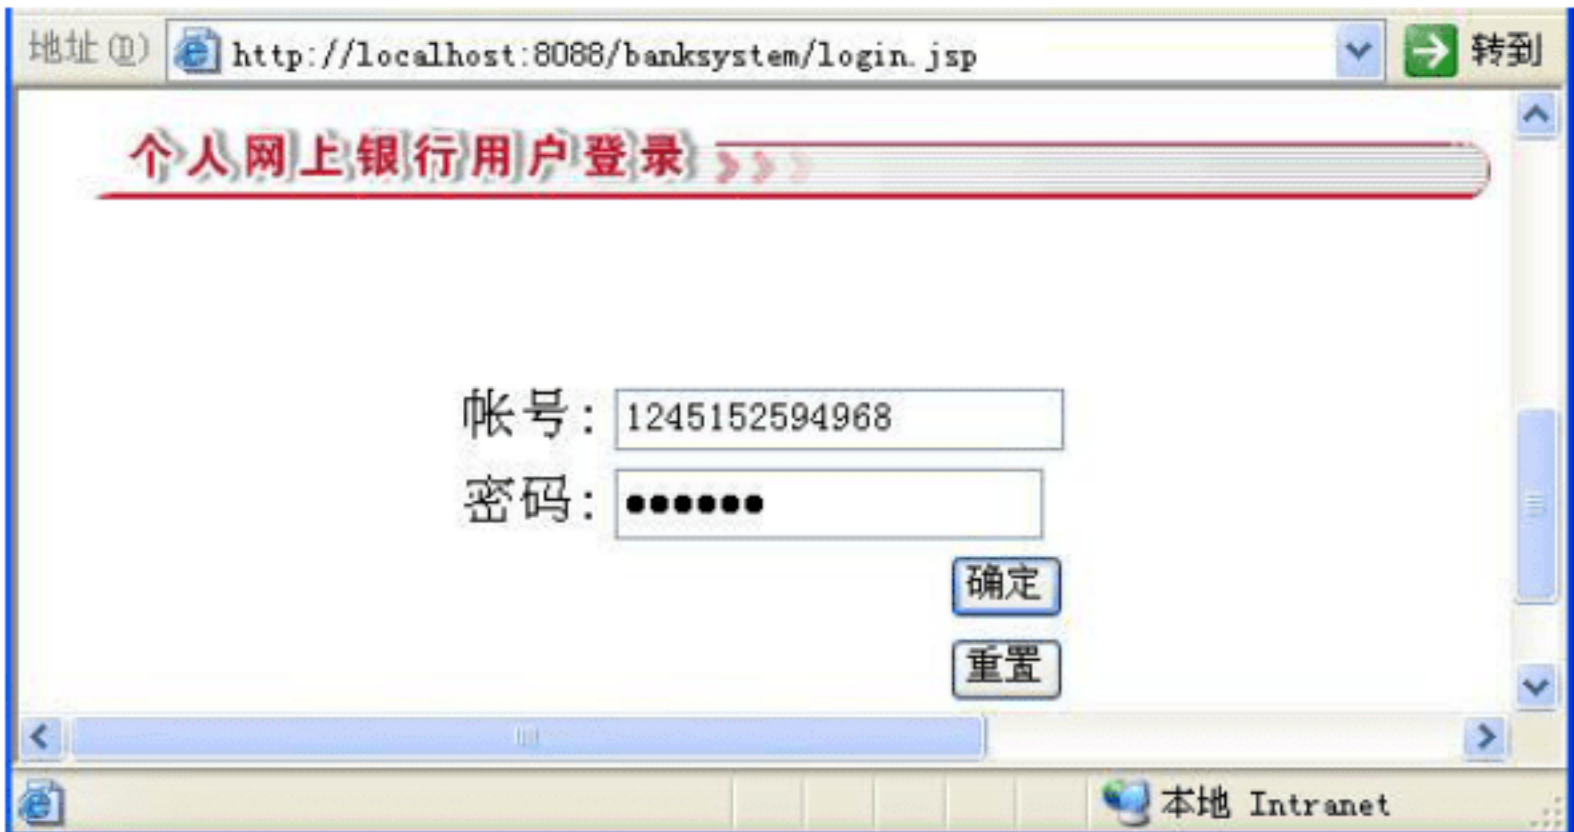 地址(D) http://localhost:8088/banksystem/login.jsp 转到
个人网上银行用户登录
帐号: 1245152594968
密码: ●●●●●●
确定
重置
本地 Intranet